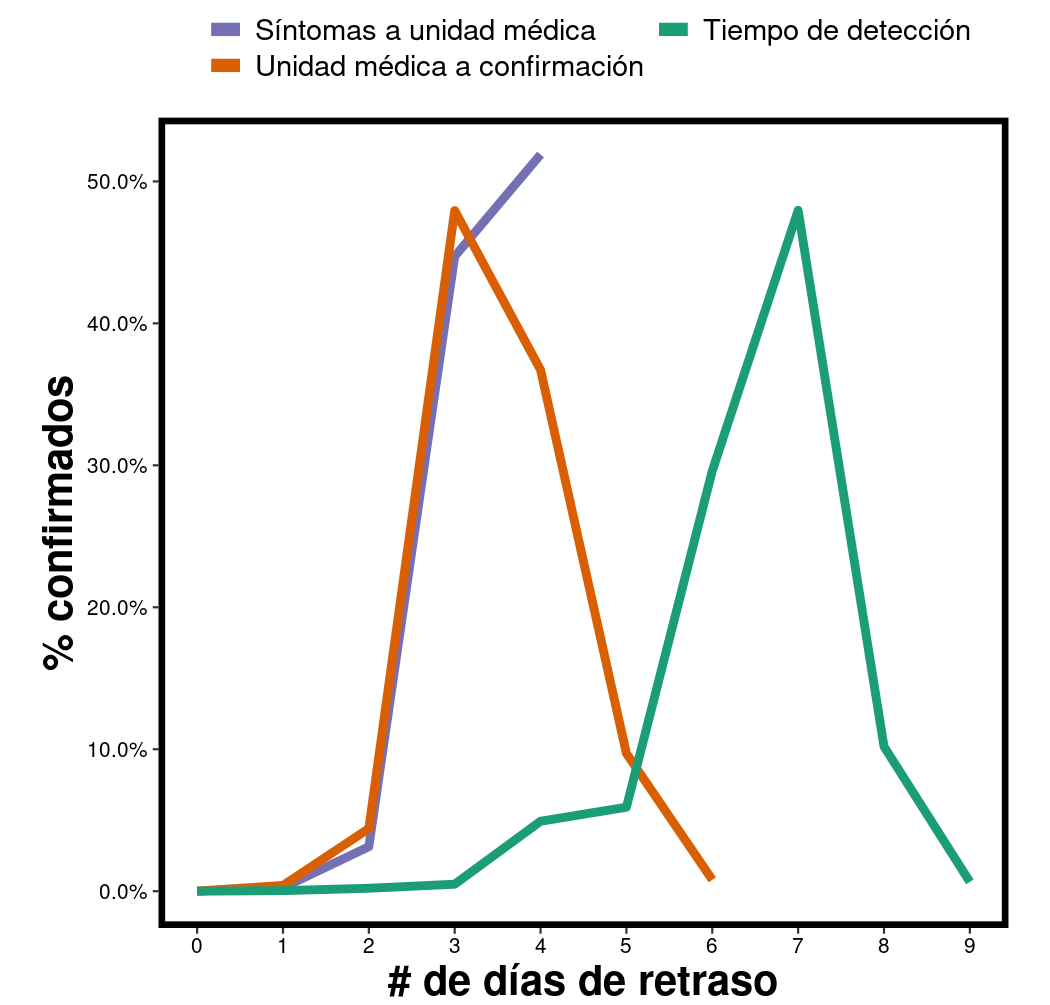 Síntomas a unidad médica
Tiempo de detección
Unidad médica a confirmación
% confirmados
50.0%
40.0%
30.0%
20.0%
10.0%
0.0%
0 1 2 3 4 5 6 7 8 9
# de días de retraso